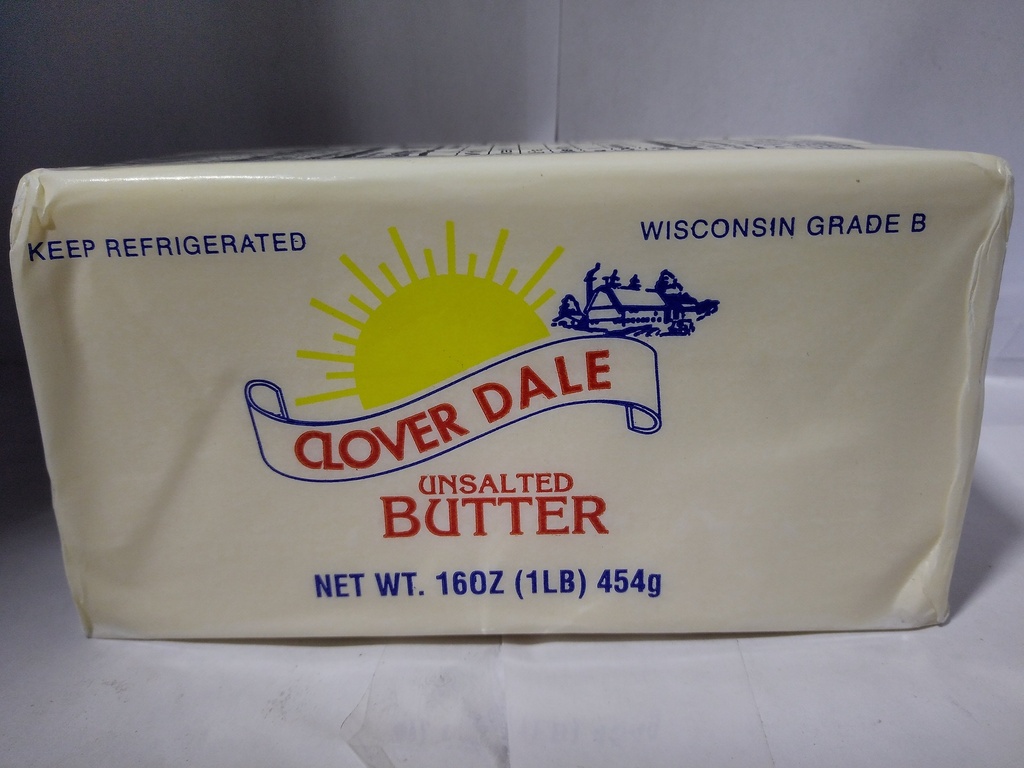 KEEP REFRIGERATED
WISCONSIN GRADE B
CLOVER DALE
UNSALTED
BUTTER
NET WT. 16OZ (1LB) 454g